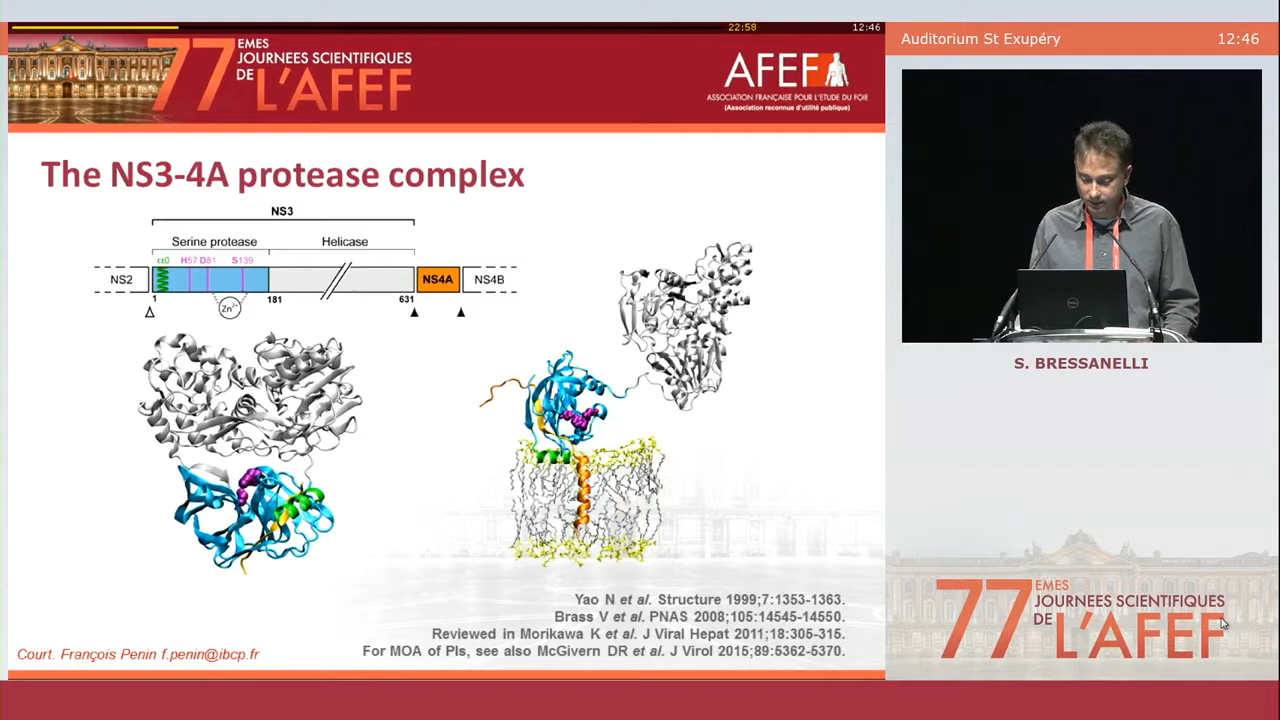 22:58
12:46
77 EMES
JOURNEES SCIENTIFIQUES
DE L'AFEF
AFEF
ASSOCIATION FRANÇAISE POUR L'ETUDE DU FOIE
(Association reconnue d'utilité publique)
Auditorium St Exupéry
12:46
The NS3-4A protease complex
NS3
Serine protease
Helicase
α0
H57 D81
S139
NS2
NS4A
NS4B
1
Zn2+
181
631
S. BRESSANELLI
Yao N et al. Structure 1999;7:1353-1363.
Brass V et al. PNAS 2008;105:14545-14550.
Reviewed in Morikawa K et al. J Viral Hepat 2011;18:305-315.
For MOA of PIs, see also McGivern DR et al. J Virol 2015;89:5362-5370.
Court. François Penin f.penin@ibcp.fr
77 EMES
JOURNEES SCIENTIFIQUES
DE L'AFEF